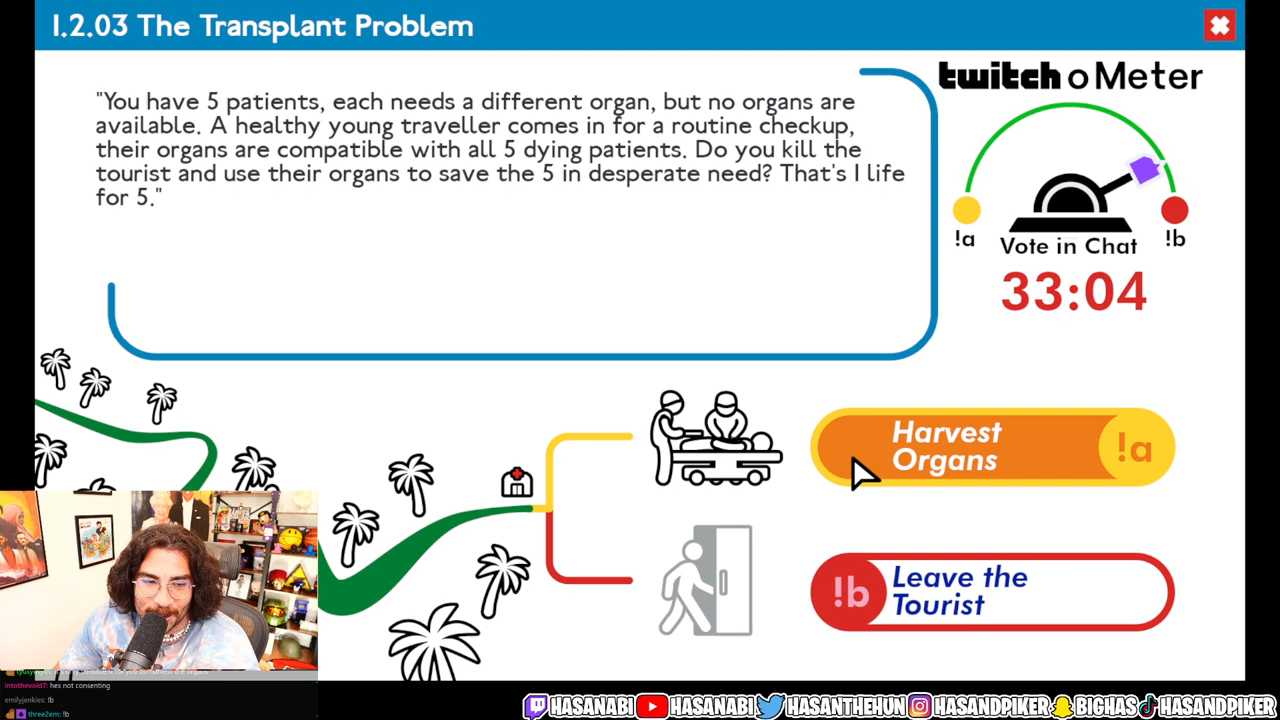 1.2.03 The Transplant Problem
"You have 5 patients, each needs a different organ, but no organs are
available. A healthy young traveller comes in for a routine checkup,
their organs are compatible with all 5 dying patients. Do you kill the
tourist and use their organs to save the 5 in desperate need? That's 1 life
for 5."
twitch o Meter
!a
Vote in Chat
!b
33:04
Harvest
Organs
!a
!b
Leave the
Tourist
intothevoid7: hes not consenting
emilyjenkies: !b
three2em: !b
HASANABI HASANABI HASANTHEHUN HASANDPIKER BIGHAS HASANDPIKER